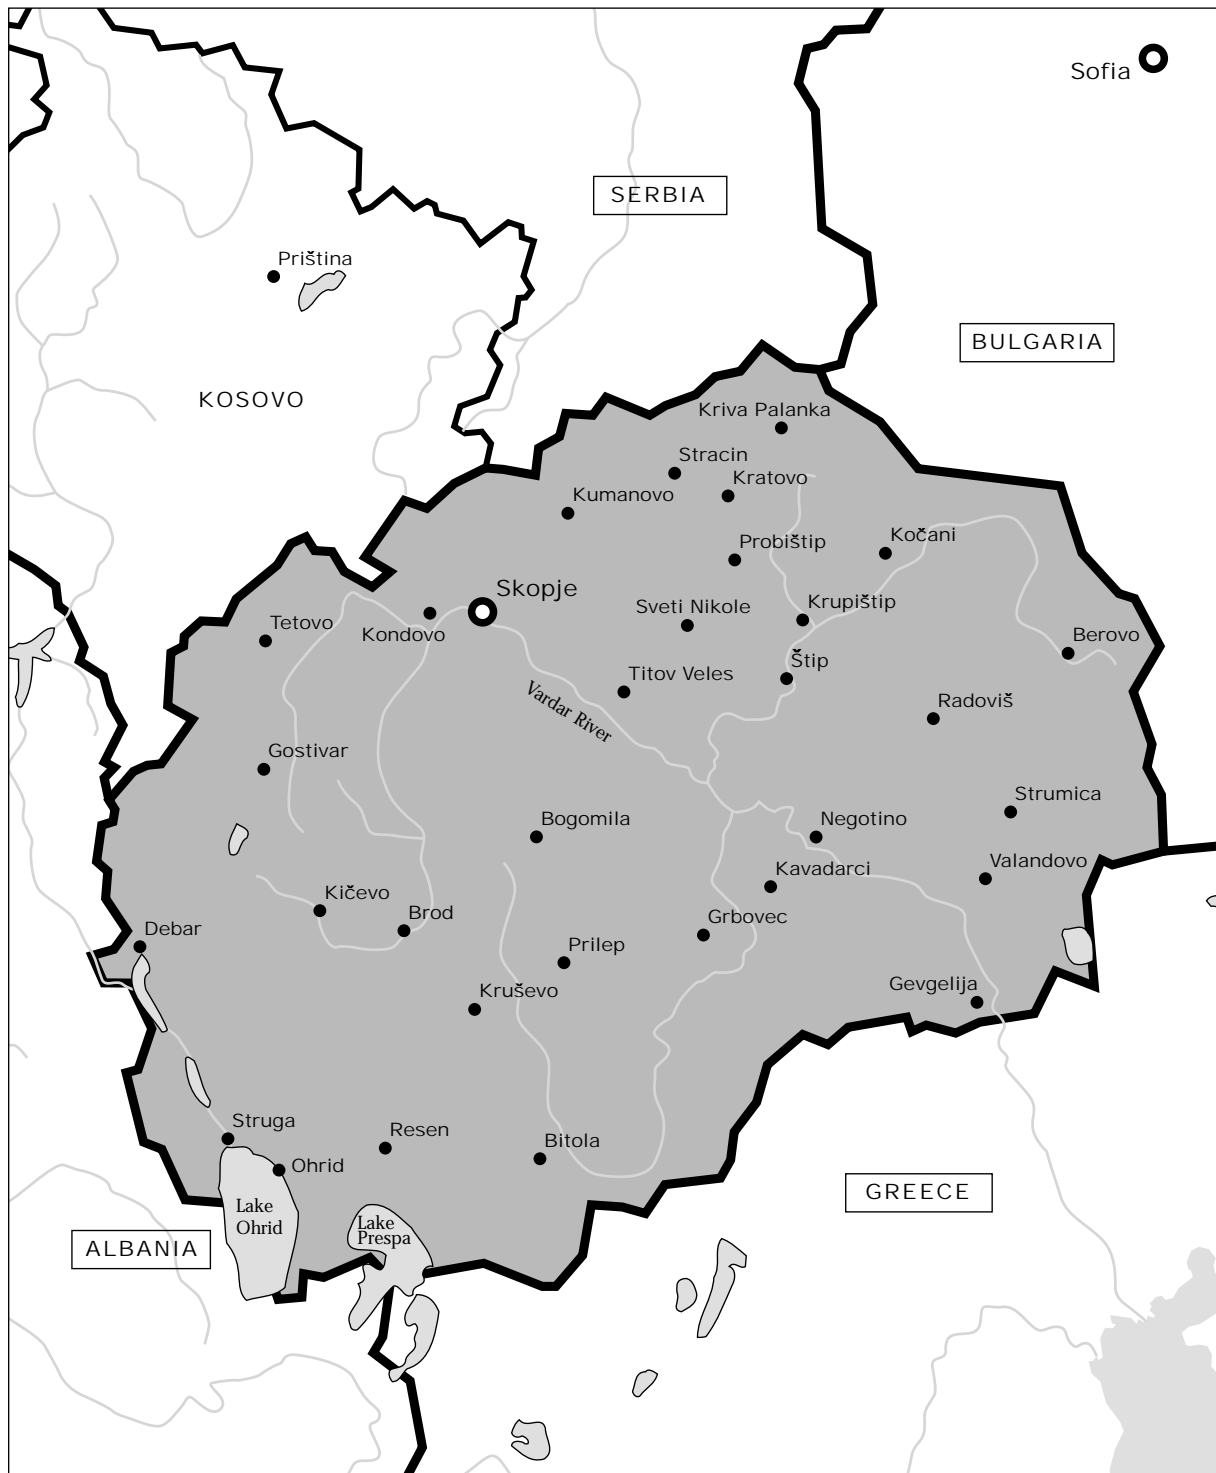 Sofia
SERBIA
Priština
BULGARIA
KOSOVO
Kriva Palanka
Stracin
Kratovo
Kumanovo
Kočani
Probištip
Skopje
Krupištip
Sveti Nikole
Tetovo
Kondovo
Berovo
Štip
Titov Veles
Vardar River
Radoviš
Gostivar
Strumica
Bogomila
Negotino
Valandovo
Kavadarci
Kičevo
Brod
Grbovec
Debar
Prilep
Gevgelija
Kruševo
Struga
Resen
Bitola
Ohrid
GREECE
Lake
Ohrid
Lake
Prespa
ALBANIA